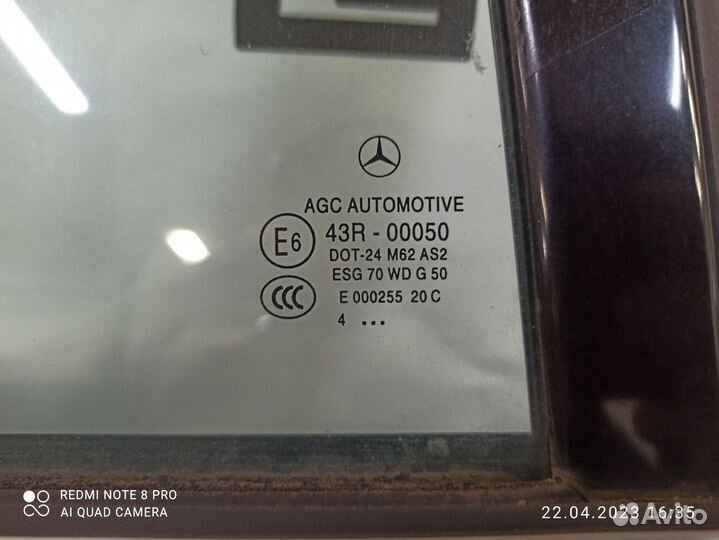 AGC AUTOMOTIVE
E6 43R - 00050
DOT-24 M62 AS2
ESG 70 WD G 50
CCC E 000255 20 C
4 ...
REDMI NOTE 8 PRO
AI QUAD CAMERA
22.04.2023 16:35
Avito